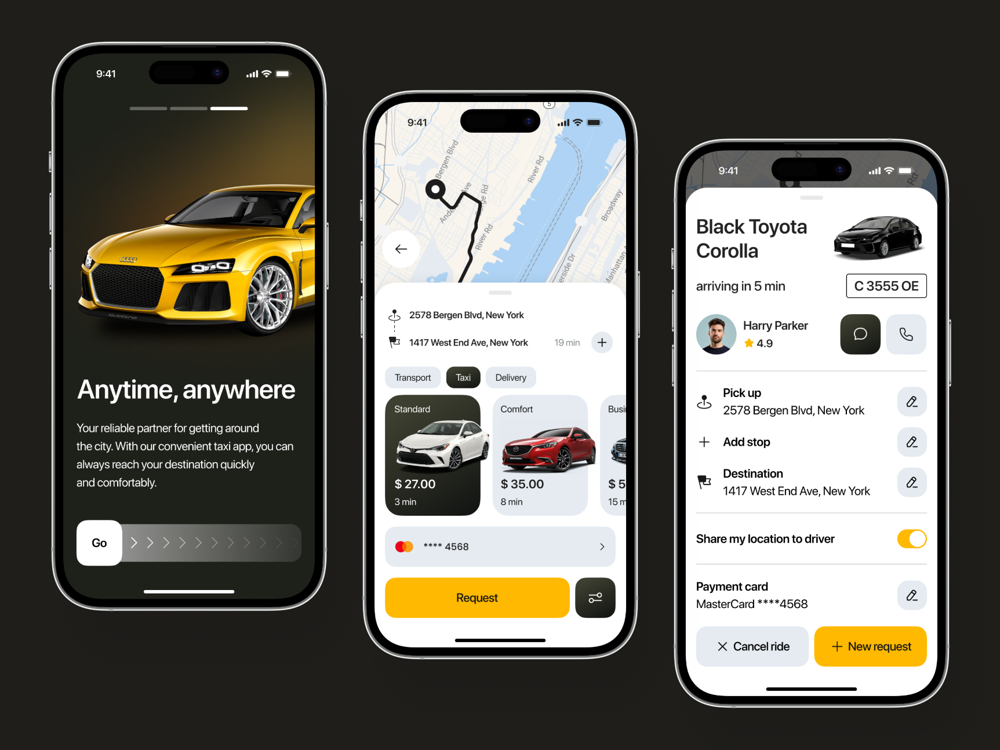 9:41
Anytime, anywhere
Your reliable partner for getting around
the city. With our convenient taxi app, you can
always reach your destination quickly
and comfortably.
Go
quattro
9:41
5
Bergen Blvd
River Rd
River Rd
Broadway
2578 Bergen Blvd, New York
1417 West End Ave, New York
19 min
Transport
Taxi
Delivery
Standard
$ 27.00
3 min
Comfort
$ 35.00
8 min
Busi
$ 5
15 m
**** 4568
Request
9:41
Rd
Black Toyota
Corolla
arriving in 5 min
C 3555 OE
Harry Parker
4.9
Pick up
2578 Bergen Blvd, New York
Add stop
Destination
1417 West End Ave, New York
Share my location to driver
Payment card
MasterCard ****4568
Cancel ride
New request